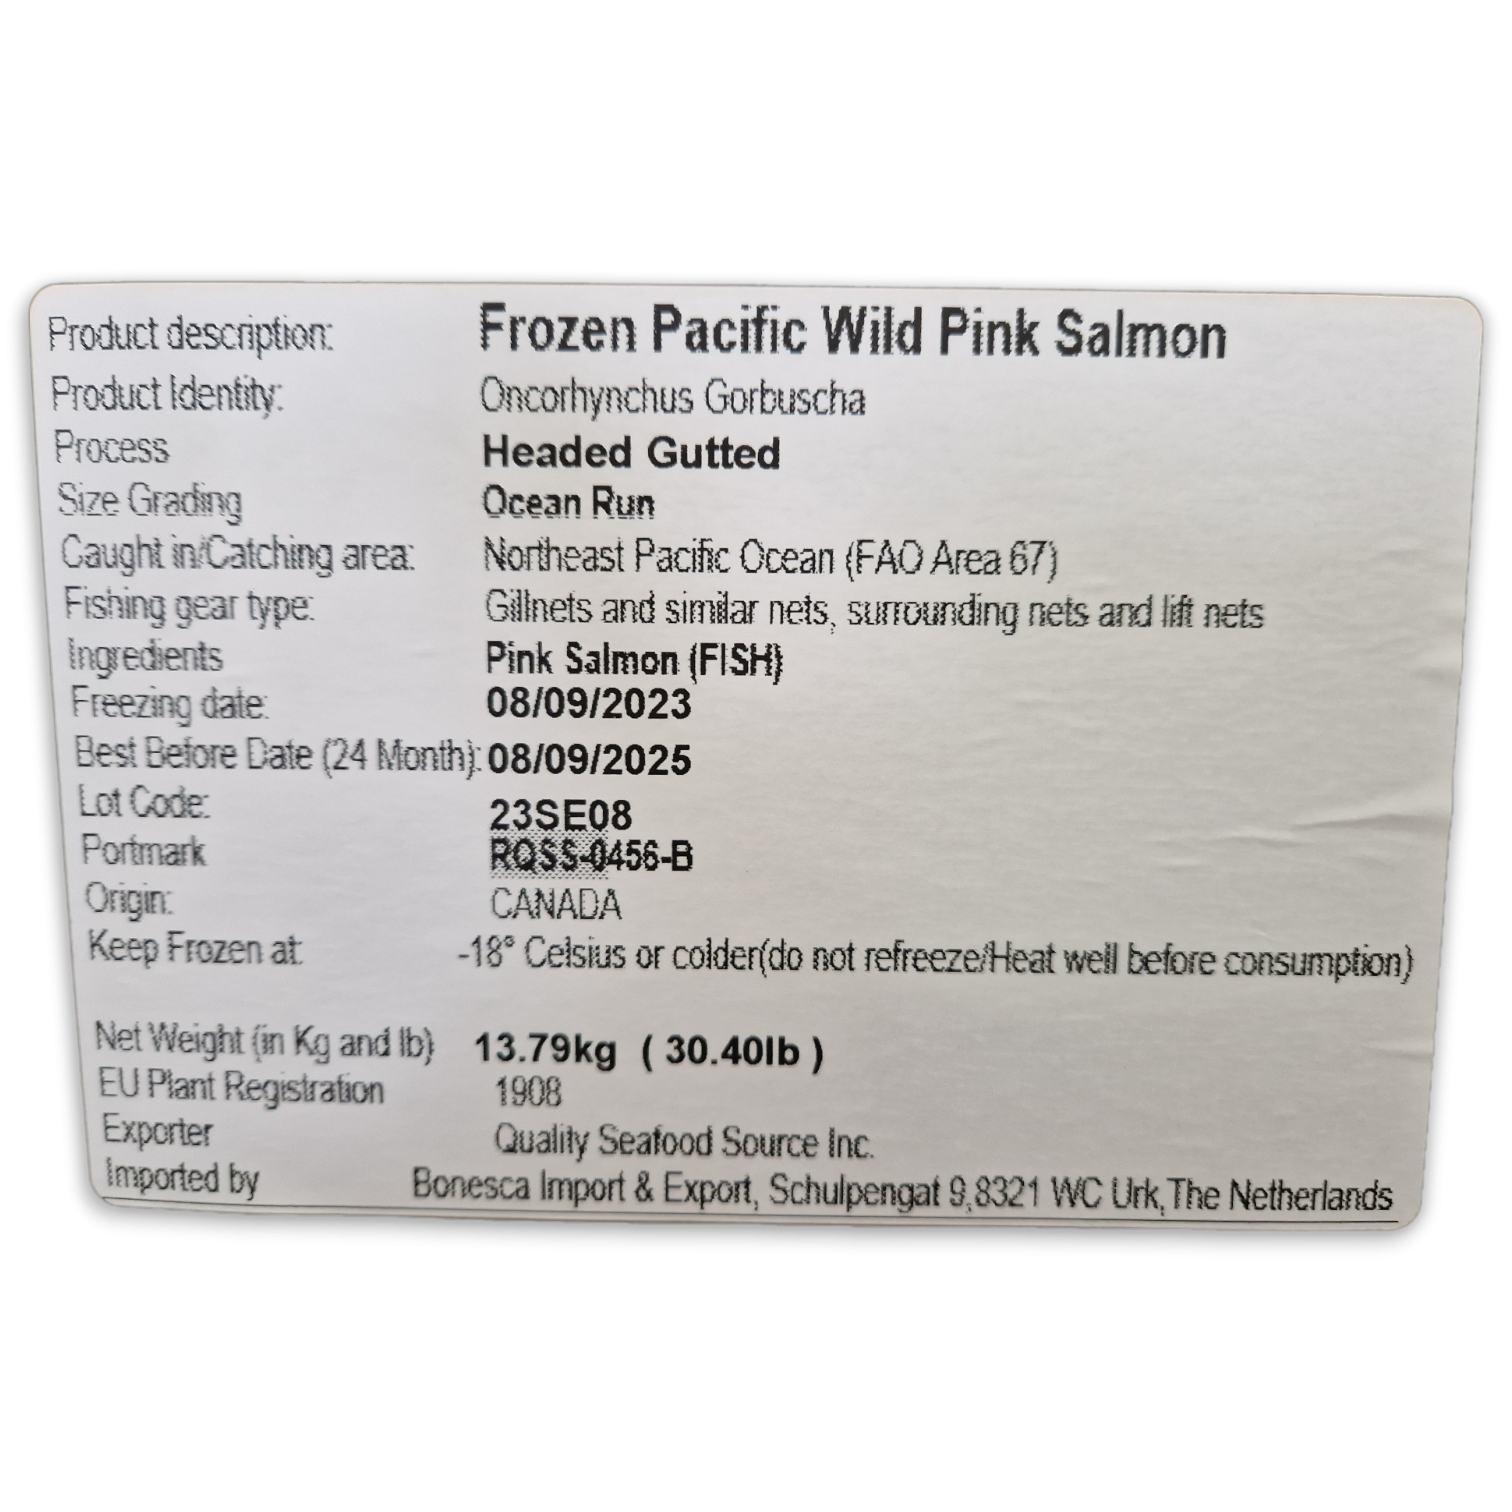 Product description: Frozen Pacific Wild Pink Salmon
Product Identity: Oncorhynchus Gorbuscha
Process Headed Gutted
Size Grading Ocean Run
Caught in/Catching area: Northeast Pacific Ocean (FAO Area 67)
Fishing gear type: Gillnets and similar nets, surrounding nets and lift nets
Ingredients Pink Salmon (FISH)
Freezing date: 08/09/2023
Best Before Date (24 Month): 08/09/2025
Lot Code: 23SE08
Portmark RQSS-0456-B
Origin: CANADA
Keep Frozen at: -18° Celsius or colder(do not refreeze/Heat well before consumption)
Net Weight (in Kg and lb) 13.79kg ( 30.40lb )
EU Plant Registration 1908
Exporter Quality Seafood Source Inc.
Imported by Bonesca Import & Export, Schulpengat 9,8321 WC Urk,The Netherlands